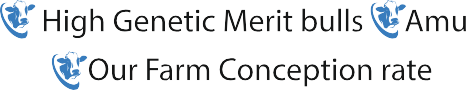 High Genetic Merit bulls Amu
Our Farm Conception rate